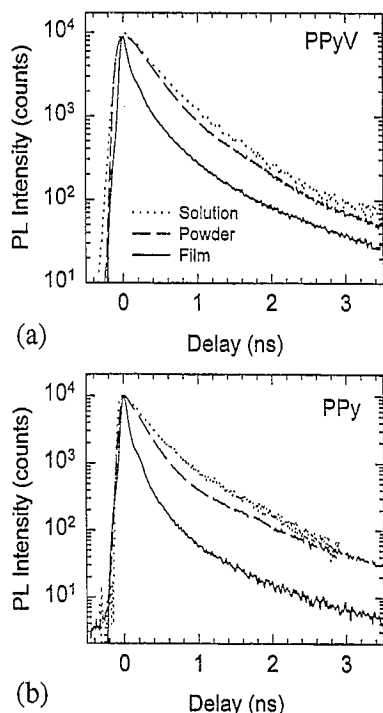 PPyV
PL Intensity (counts)
10⁴
10³
10²
10¹
Solution
Powder
Film
0 1 2 3
(a)
Delay (ns)
PPy
PL Intensity (counts)
10⁴
10³
10²
10¹
0 1 2 3
(b)
Delay (ns)